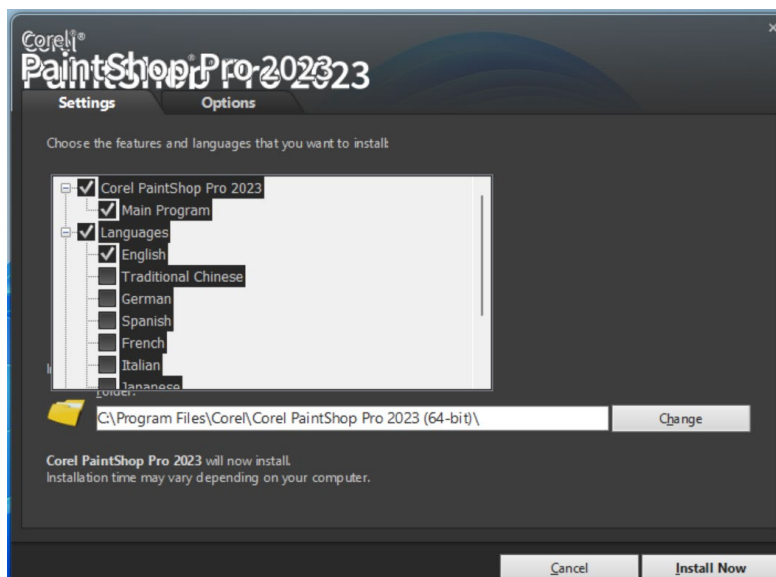 Corel®
PaintShop Pro 2023
Settings
Options
Choose the features and languages that you want to install:
Corel PaintShop Pro 2023
Main Program
Languages
English
Traditional Chinese
German
Spanish
French
Italian
Japanese
Folder:
C:\Program Files\Corel\Corel PaintShop Pro 2023 (64-bit)\
Change
Corel PaintShop Pro 2023 will now install.
Installation time may vary depending on your computer.
Cancel
Install Now